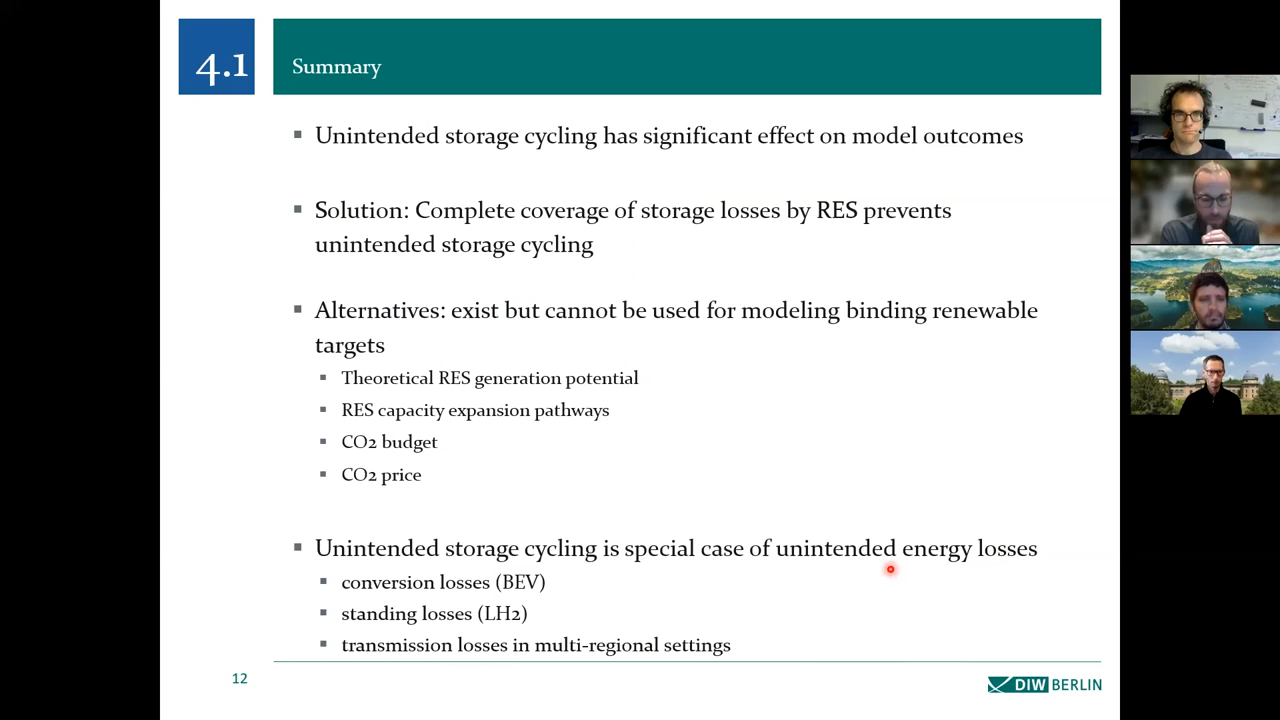 4.1
Summary
Unintended storage cycling has significant effect on model outcomes
Solution: Complete coverage of storage losses by RES prevents
unintended storage cycling
Alternatives: exist but cannot be used for modeling binding renewable
targets
Theoretical RES generation potential
RES capacity expansion pathways
CO2 budget
CO2 price
Unintended storage cycling is special case of unintended energy losses
conversion losses (BEV)
standing losses (LH2)
transmission losses in multi-regional settings
12
DIW BERLIN